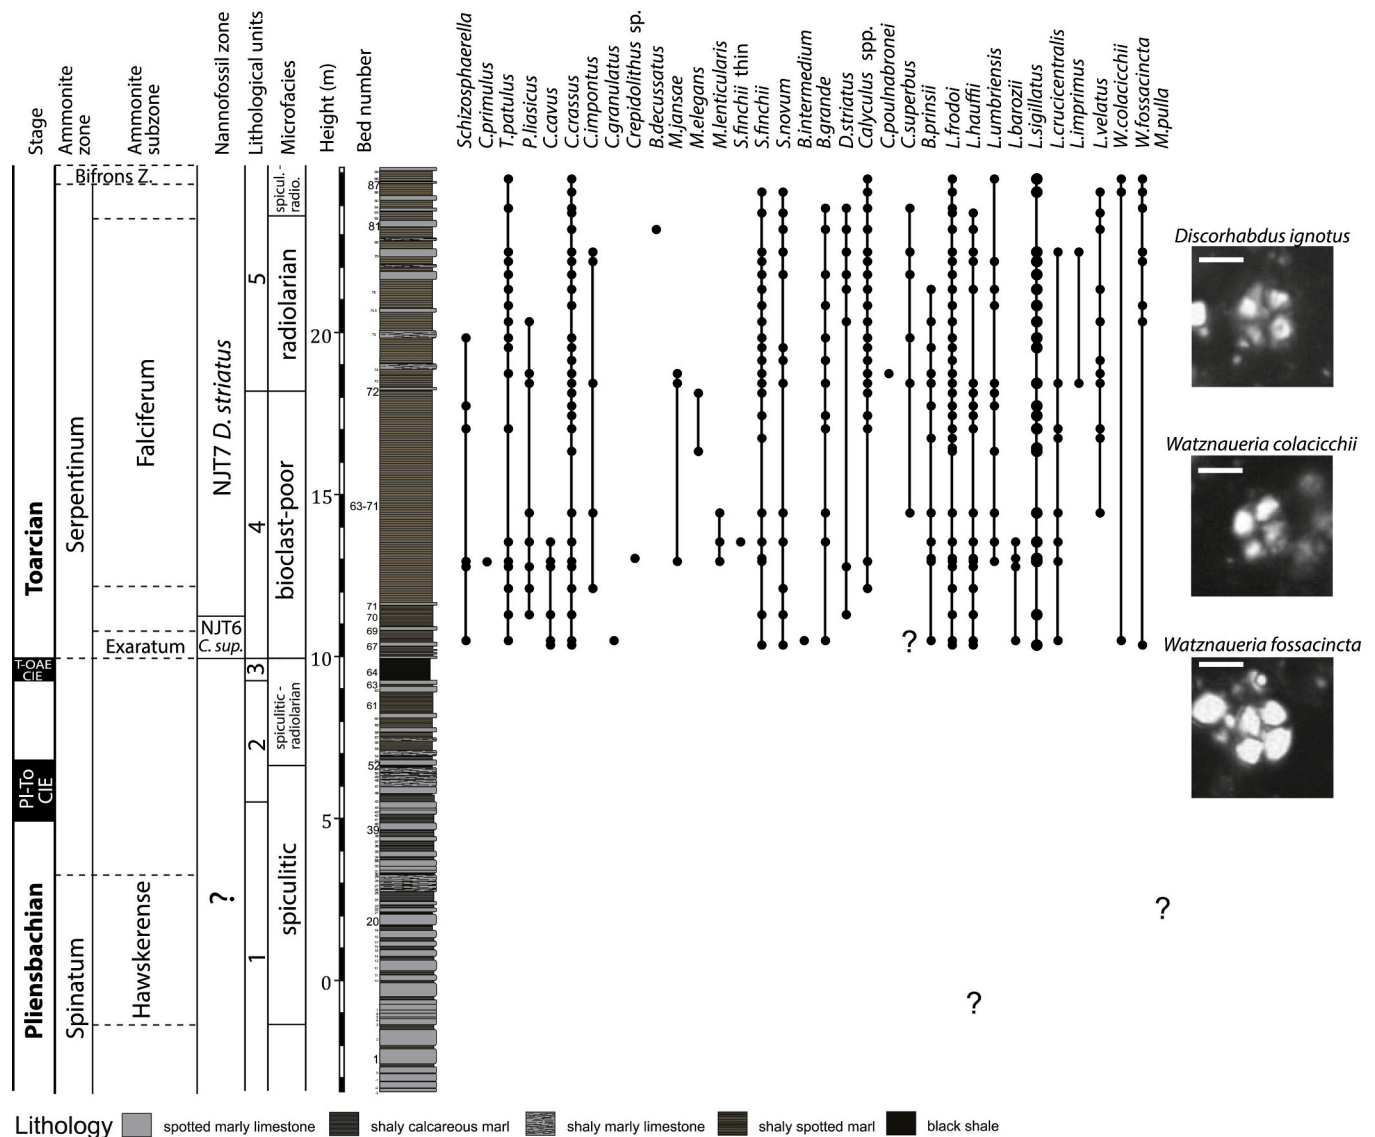 Stage
Ammonite
zone
Ammonite
subzone
Nannofossil zone
Lithological units
Microfacies
Height (m)
Bed number
Schizosphaerella
C.primulus
T.patulus
P.liasicus
C.cavus
C.crassus
C.impontus
C.granulatus
Crepidolithus sp.
B.decussatus
M.jansae
M.elegans
M.lenticularis
S.finchii thin
S.finchii
S.novum
B.intermedium
B.grande
D.striatus
Calyculus spp.
C.poulnabronei
C.superbus
B.prinsii
L.frodoi
L.hauffii
L.umbriensis
L.barozii
L.sigillatus
L.crucicentralis
L.imprimus
L.velatus
W.colacicchii
W.fossacincta
M.pulla
Toarcian
T-OAE
CIE
Pl-To
CIE
Pliensbachian
Bifrons Z.
Serpentinum
Spinatum
Falciferum
Exaratum
Hawskerense
NJT7 D. striatus
NJT6
C. sup.
?
5
4
3
2
1
spicul.-
radio.
radiolarian
bioclast-poor
spiculitic -
radiolarian
spiculitic
20
15
10
5
0
87
81
72
63-71
71
70
69
67
64
63
61
52
39
20
1
?
?
?
Discorhabdus ignotus
Watznaueria colacicchii
Watznaueria fossacincta
Lithology
spotted marly limestone
shaly calcareous marl
shaly marly limestone
shaly spotted marl
black shale